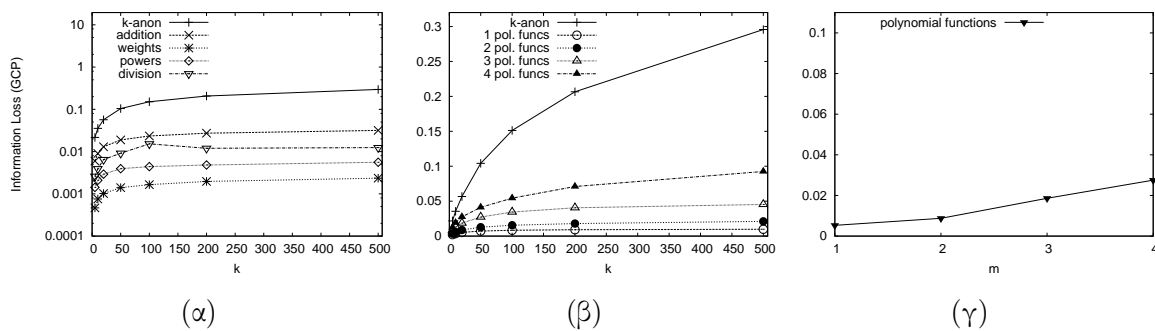 Information Loss (GCP)
10
1
0.1
0.01
0.001
0.0001
k-anon
addition
weights
powers
division
0 50 100 150 200 250 300 350 400 450 500
k
(α)
0.3
0.25
0.2
0.15
0.1
0.05
0
k-anon
1 pol. funcs
2 pol. funcs
3 pol. funcs
4 pol. funcs
0 50 100 150 200 250 300 350 400 450 500
k
(β)
0.1
0.08
0.06
0.04
0.02
0
polynomial functions
1 2 3 4
m
(γ)